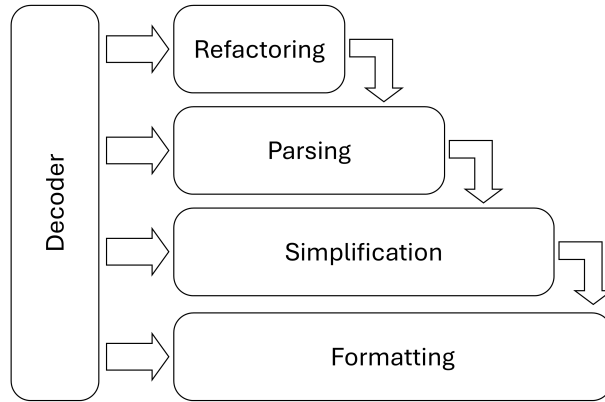 Decoder
Refactoring
Parsing
Simplification
Formatting